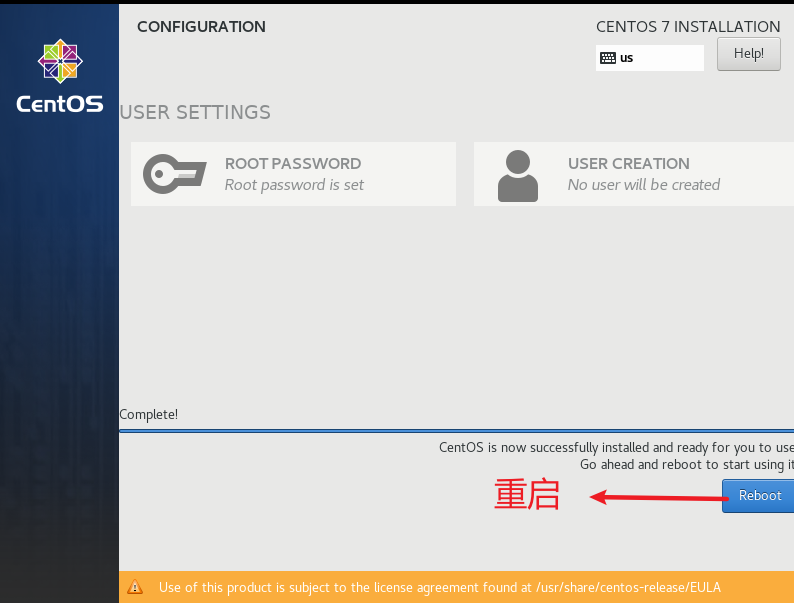 CONFIGURATION
CENTOS 7 INSTALLATION
us
Help!
CentOS
USER SETTINGS
ROOT PASSWORD
Root password is set
USER CREATION
No user will be created
Complete!
CentOS is now successfully installed and ready for you to use
Go ahead and reboot to start using it
重启
Reboot
Use of this product is subject to the license agreement found at /usr/share/centos-release/EULA